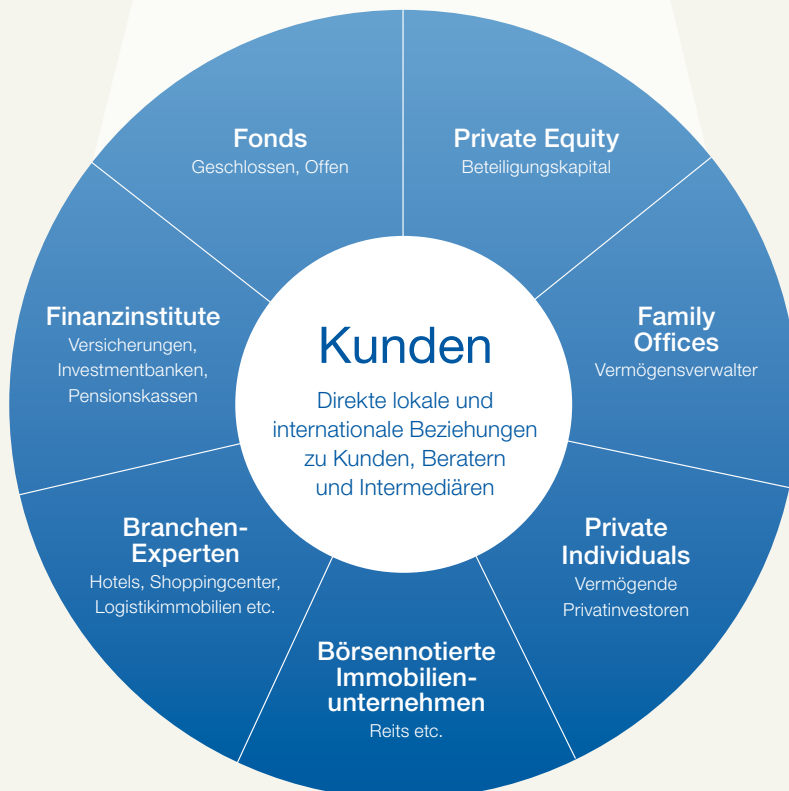 Fonds
Geschlossen, Offen
Private Equity
Beteiligungskapital
Finanzinstitute
Versicherungen,
Investmentbanken,
Pensionskassen
Kunden
Direkte lokale und
internationale Beziehungen
zu Kunden, Beratern
und Intermediären
Family
Offices
Vermögensverwalter
Branchen-
Experten
Hotels, Shoppingcenter,
Logistikimmobilien etc.
Private
Individuals
Vermögende
Privatinvestoren
Börsennotierte
Immobilien-
unternehmen
Reits etc.